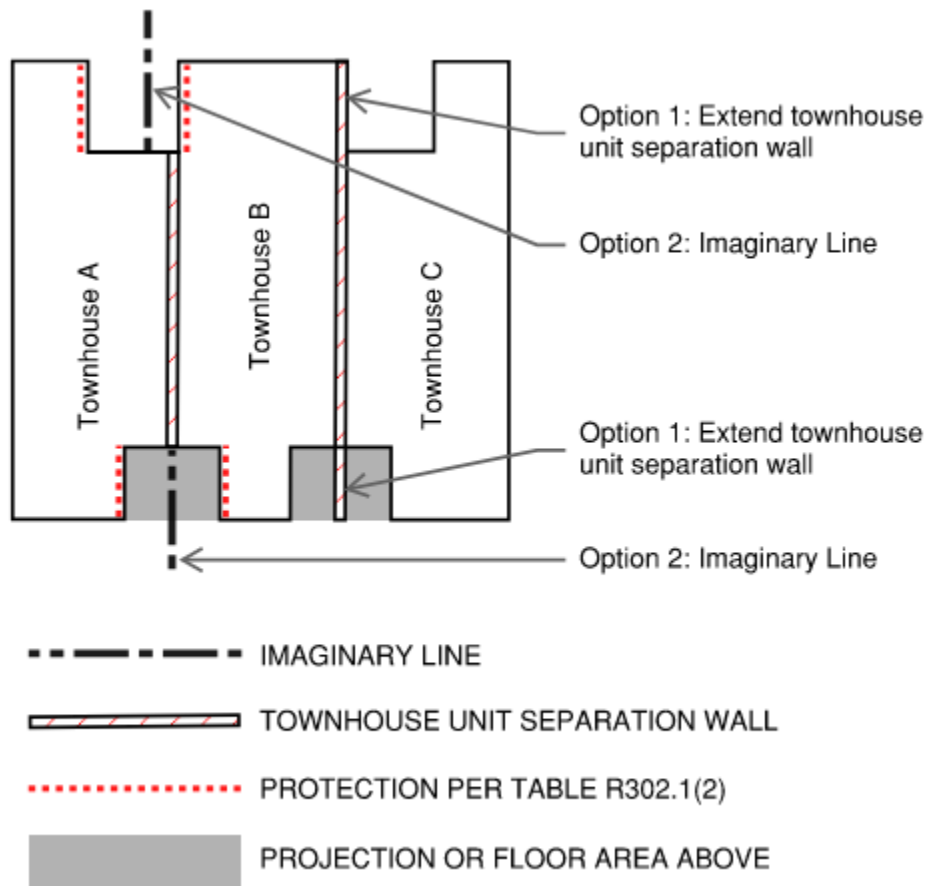 Option 1: Extend townhouse
unit separation wall
Option 2: Imaginary Line
Townhouse A
Townhouse B
Townhouse C
Option 1: Extend townhouse
unit separation wall
Option 2: Imaginary Line
IMAGINARY LINE
TOWNHOUSE UNIT SEPARATION WALL
PROTECTION PER TABLE R302.1(2)
PROJECTION OR FLOOR AREA ABOVE